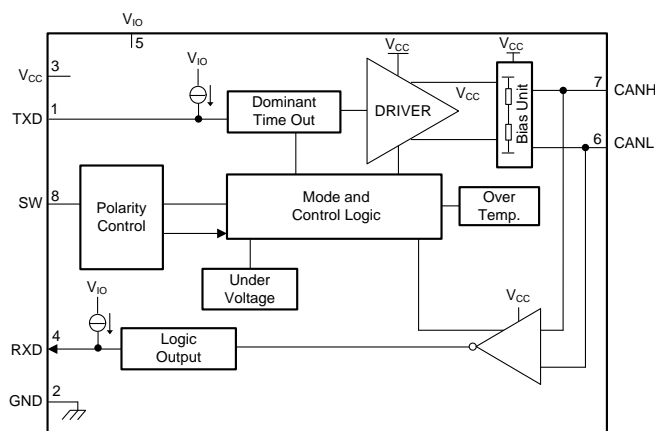 VIO
5
VCC
3
VIO
VCC
VCC
TXD
1
Dominant
Time Out
DRIVER
VCC
Bias Unit
7
CANH
6
CANL
SW
8
Polarity
Control
Mode and
Control Logic
Over
Temp.
Under
Voltage
VIO
VCC
RXD
4
Logic
Output
GND
2